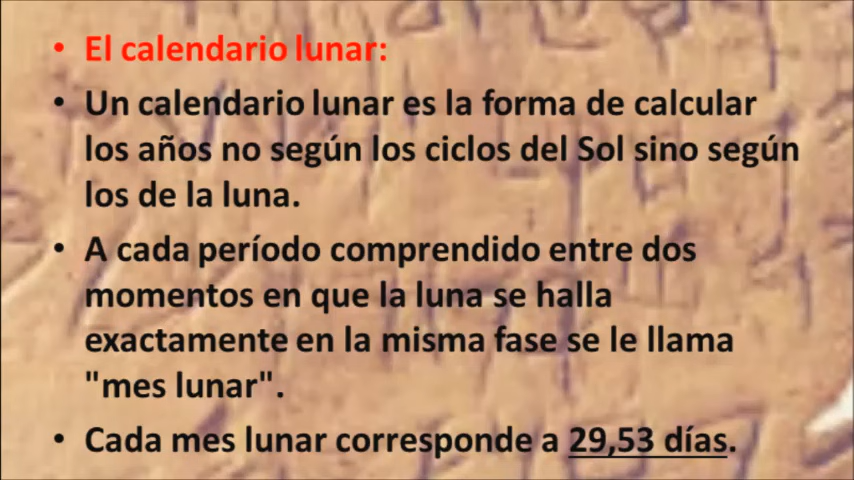 • El calendario lunar:
• Un calendario lunar es la forma de calcular
los años no según los ciclos del Sol sino según
los de la luna.
• A cada período comprendido entre dos
momentos en que la luna se halla
exactamente en la misma fase se le llama
"mes lunar".
• Cada mes lunar corresponde a 29,53 días.